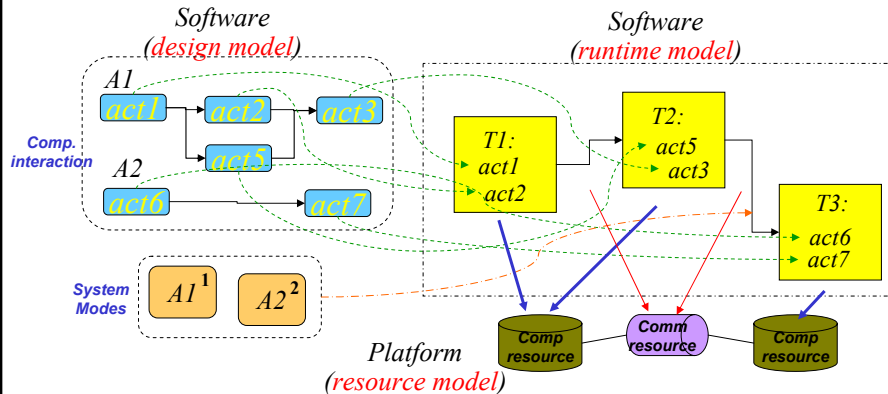 Software
(design model)
Software
(runtime model)
A1
act1
act2
act3
Comp.
interaction
act5
A2
act6
act7
T1:
act1
act2
T2:
act5
act3
T3:
act6
act7
System
Modes
A1¹
A2²
Platform
(resource model)
Comp
resource
Comm
resource
Comp
resource